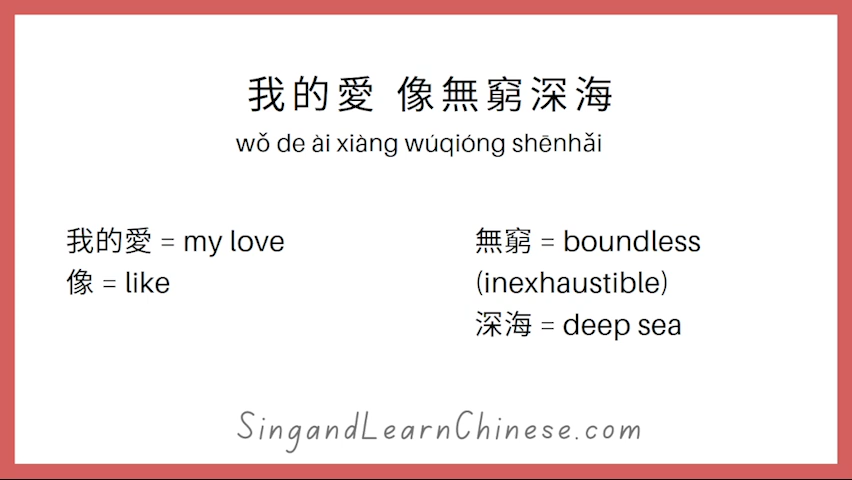 我的愛 像無窮深海
wǒ de ài xiàng wúqióng shēnhǎi
我的愛 = my love
像 = like
無窮 = boundless
(inexhaustible)
深海 = deep sea
SingandLearnChinese.com